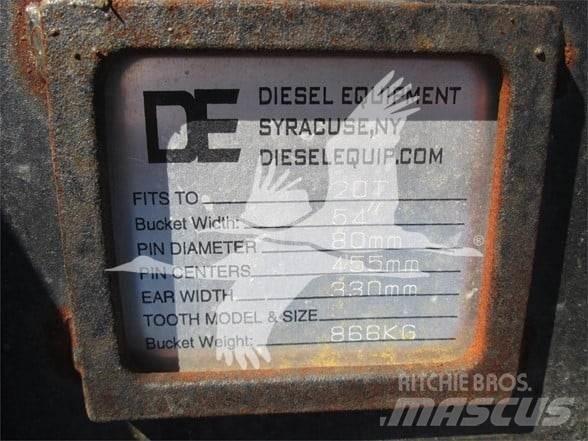 DE DIESEL EQUIPMENT
SYRACUSE,NY
DIESELEQUIP.COM
FITS TO 20T
Bucket Width: 54"
PIN DIAMETER 80mm
PIN CENTERS 455mm
EAR WIDTH 330mm
TOOTH MODEL & SIZE
Bucket Weight: 866KG
®
RITCHIE BROS.
MASCUS